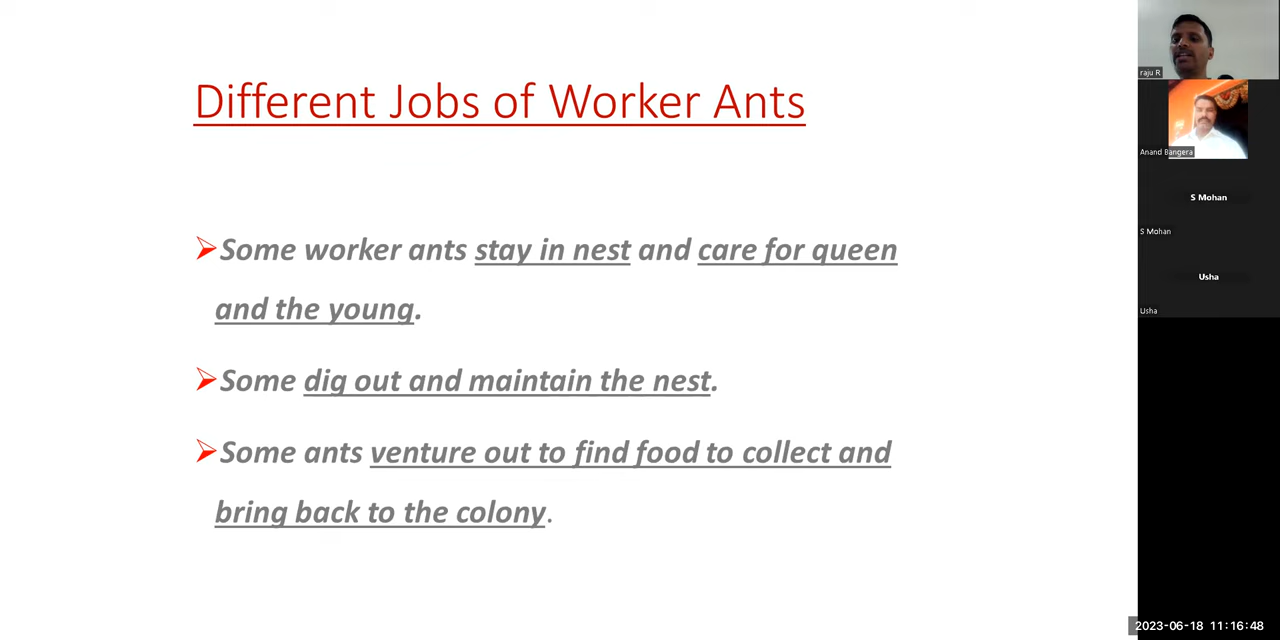 Different Jobs of Worker Ants
Some worker ants stay in nest and care for queen
and the young.
Some dig out and maintain the nest.
Some ants venture out to find food to collect and
bring back to the colony.
raju R
Anand Bangera
S Mohan
S Mohan
Usha
Usha
2023-06-18 11:16:48